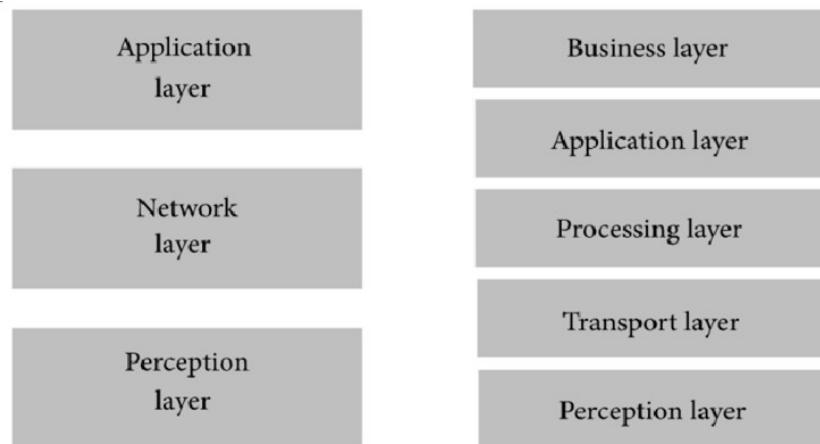 Application
layer
Network
layer
Perception
layer
Business layer
Application layer
Processing layer
Transport layer
Perception layer